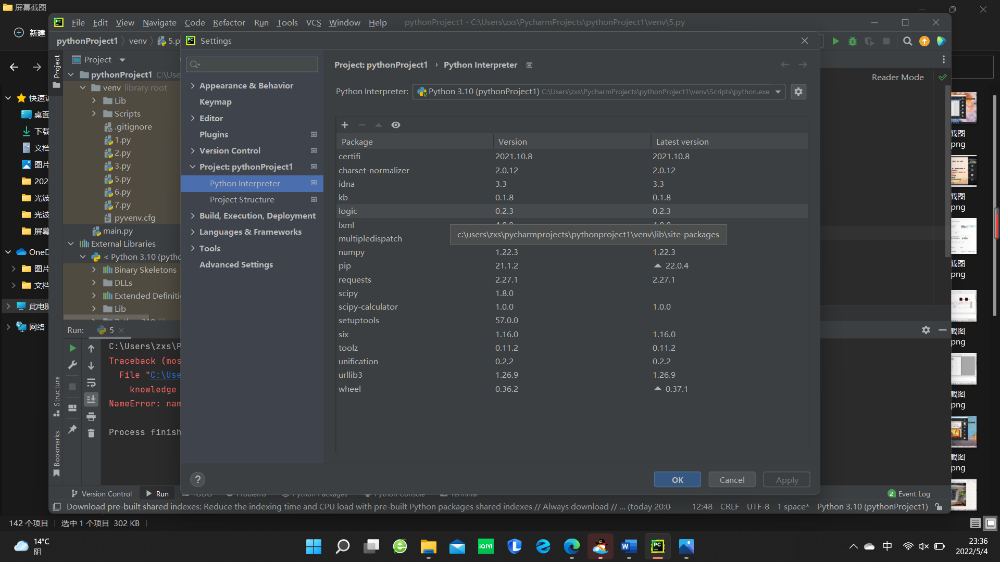 屏幕截图
File Edit View Navigate Code Refactor Run Tools VCS Window Help pythonProject1 - C:\Users\zxs\PycharmProjects\pythonProject1\venv\5.py
新建
pythonProject1 venv 5.p
Settings
Project
Project
pythonProject1 C:\Use
venv library root
Lib
Scripts
.gitignore
1.py
2.py
3.py
5.py
6.py
7.py
pyvenv.cfg
main.py
External Libraries
< Python 3.10 (pytho
Binary Skeletons
DLLs
Extended Definiti
Lib
快速
桌面
下载
文档
图片
202
光波
光波
屏幕
OneD
图片
文档
此电脑
网络
Appearance & Behavior
Keymap
Editor
Plugins
Version Control
Project: pythonProject1
Python Interpreter
Project Structure
Build, Execution, Deployment
Languages & Frameworks
Tools
Advanced Settings
Project: pythonProject1 › Python Interpreter
Python Interpreter: Python 3.10 (pythonProject1) C:\Users\zxs\PycharmProjects\pythonProject1\venv\Scripts\python.exe
Package Version Latest version
certifi 2021.10.8 2021.10.8
charset-normalizer 2.0.12 2.0.12
idna 3.3 3.3
kb 0.1.8 0.1.8
logic 0.2.3 0.2.3
lxml
multipledispatch
c:\users\zxs\pycharmprojects\pythonproject1\venv\lib\site-packages
numpy 1.22.3 1.22.3
pip 21.1.2 22.0.4
requests 2.27.1 2.27.1
scipy 1.8.0
scipy-calculator 1.0.0 1.0.0
setuptools 57.0.0
six 1.16.0 1.16.0
toolz 0.11.2 0.11.2
unification 0.2.2 0.2.2
urllib3 1.26.9 1.26.9
wheel 0.36.2 0.37.1
OK Cancel Apply
?
Reader Mode
截图
png
截图
png
截图
png
截图
png
截图
png
截图
png
Run: 5
C:\Users\zxs\P
Traceback (mos
File "C:\Use
knowledge
NameError: nam
Process finish
Structure
Bookmarks
Version Control Run TODO Problems Python Packages Python Console Terminal 2 Event Log
Download pre-built shared indexes: Reduce the indexing time and CPU load with pre-built Python packages shared indexes // Always download // ... (today 20:0 12:48 CRLF UTF-8 1 space* Python 3.10 (pythonProject1)
142 个项目 选中 1 个项目 302 KB
14°C
阴
iQIYI
中
23:36
2022/5/4